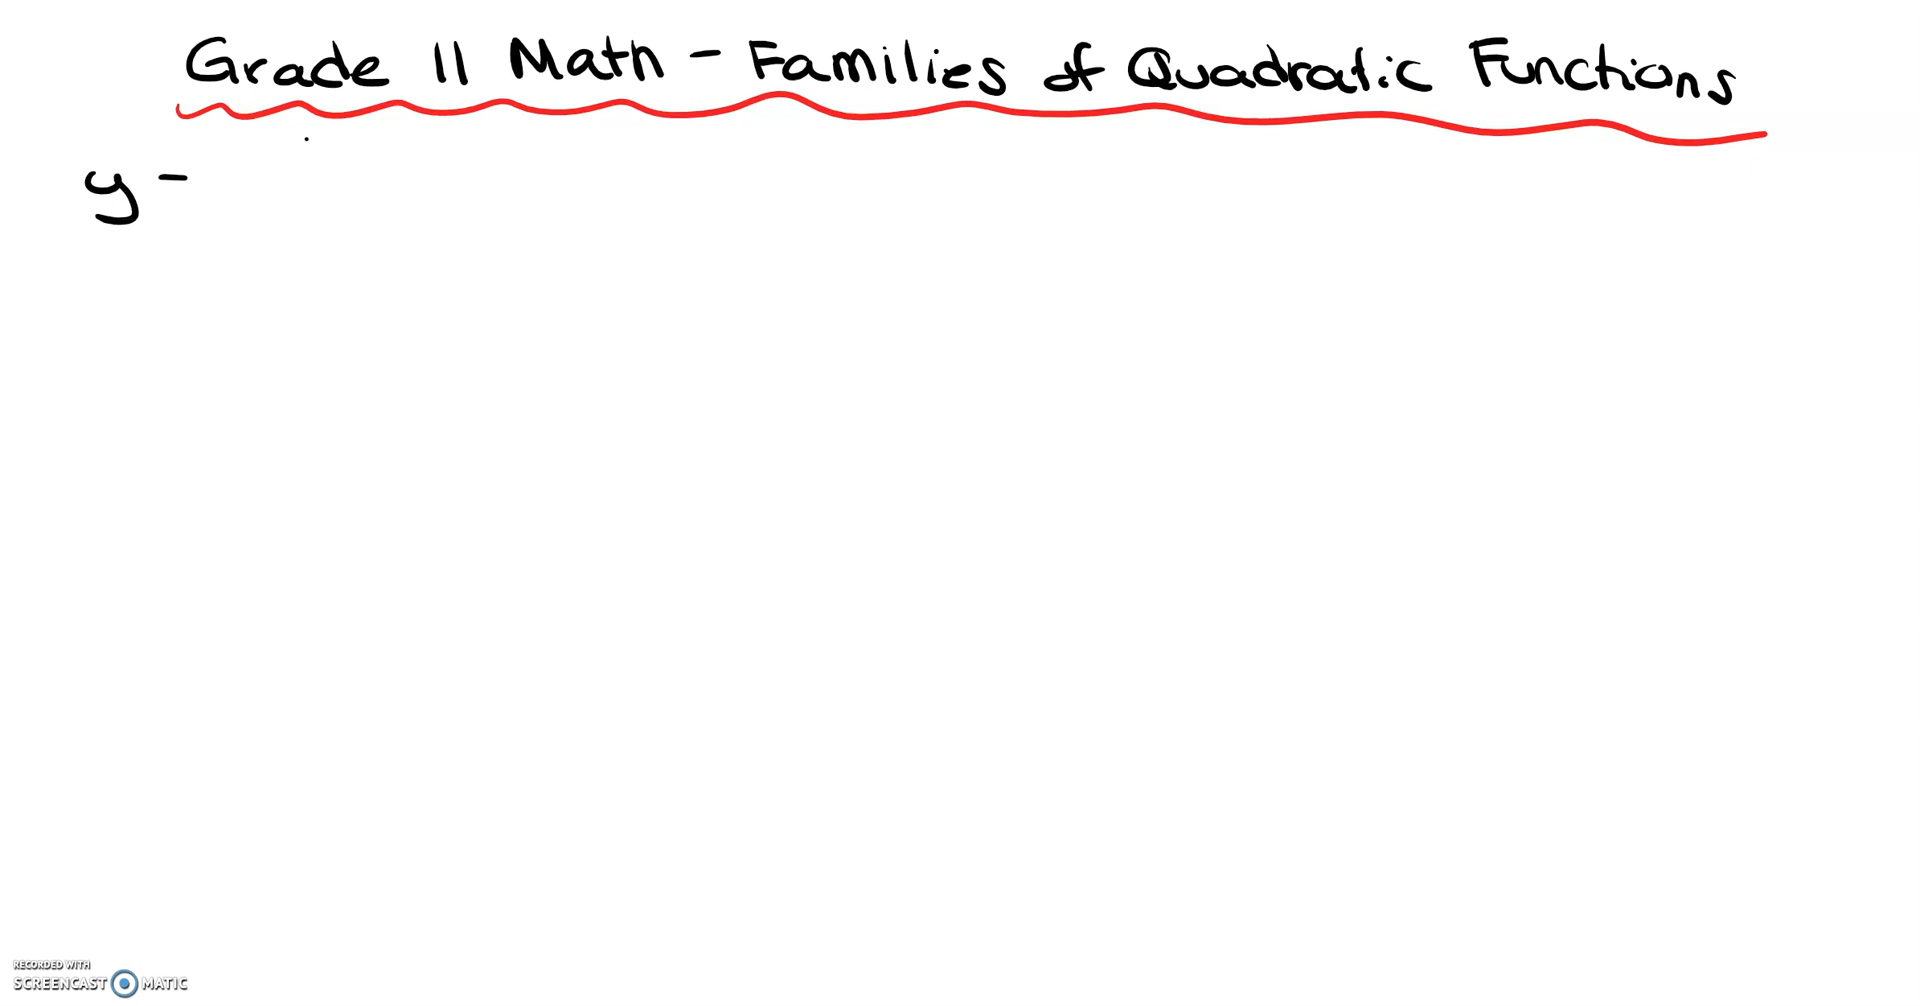 Grade 11 Math - Families of Quadratic Functions
y -
RECORDED WITH
SCREENCAST MATIC